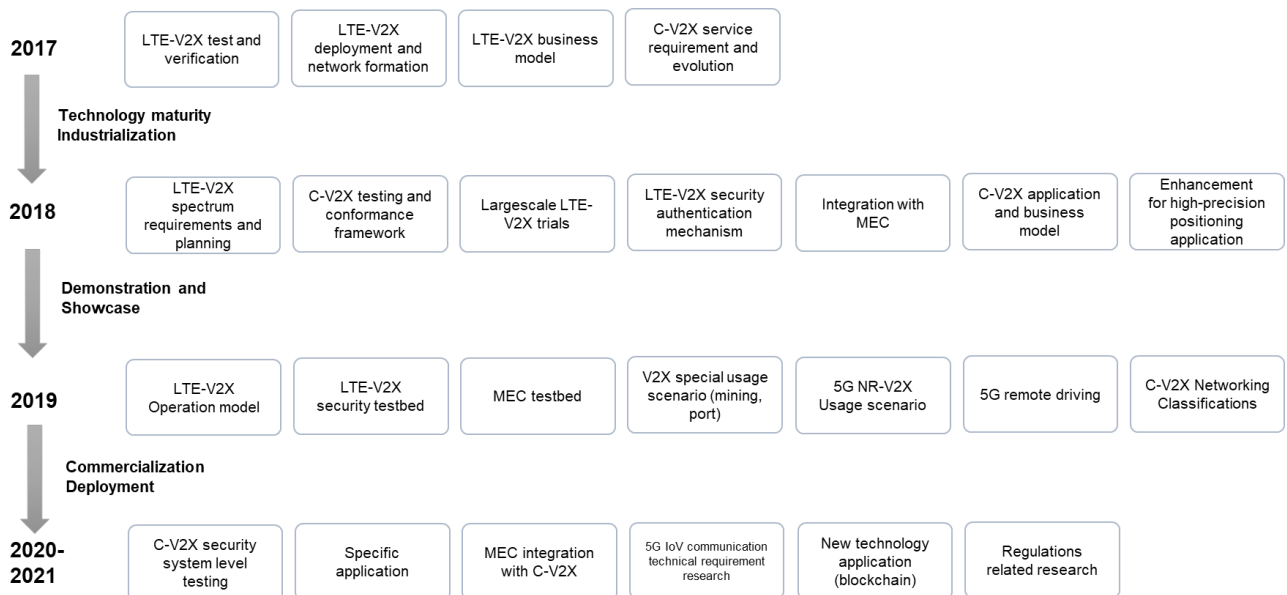 2017
LTE-V2X test and
verification
LTE-V2X
deployment and
network formation
LTE-V2X business
model
C-V2X service
requirement and
evolution
Technology maturity
Industrialization
2018
LTE-V2X
spectrum
requirements and
planning
C-V2X testing and
conformance
framework
Largescale LTE-
V2X trials
LTE-V2X security
authentication
mechanism
Integration with
MEC
C-V2X application
and business
model
Enhancement
for high-precision
positioning
application
Demonstration and
Showcase
2019
LTE-V2X
Operation model
LTE-V2X
security testbed
MEC testbed
V2X special usage
scenario (mining,
port)
5G NR-V2X
Usage scenario
5G remote driving
C-V2X Networking
Classifications
Commercialization
Deployment
2020-
2021
C-V2X security
system level
testing
Specific
application
MEC integration
with C-V2X
5G IoV communication
technical requirement
research
New technology
application
(blockchain)
Regulations
related research